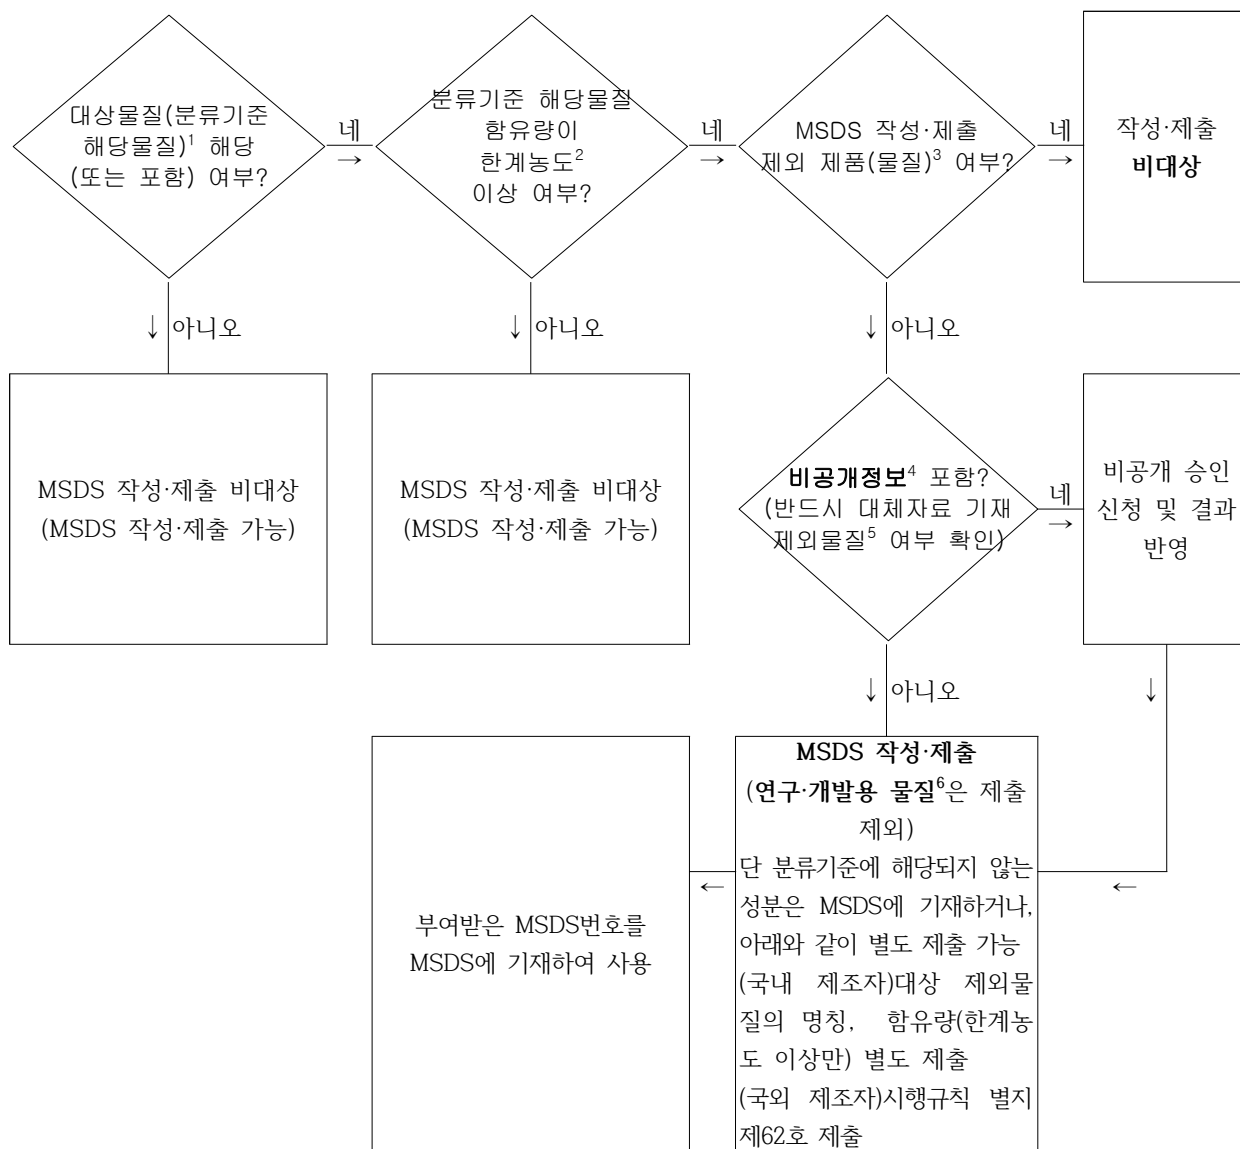 대상물질(분류기준
해당물질)¹ 해당
(또는 포함) 여부?
네
→
분류기준 해당물질
함유량이
한계농도²
이상 여부?
네
→
MSDS 작성·제출
제외 제품(물질)³ 여부?
네
→
작성·제출
비대상
↓ 아니오
↓ 아니오
↓ 아니오
MSDS 작성·제출 비대상
(MSDS 작성·제출 가능)
MSDS 작성·제출 비대상
(MSDS 작성·제출 가능)
비공개정보⁴ 포함?
(반드시 대체자료 기재
제외물질⁵ 여부 확인)
네
→
비공개 승인
신청 및 결과
반영
↓ 아니오
↓
MSDS 작성·제출
(연구·개발용 물질⁶은 제출
제외)
단 분류기준에 해당되지 않는
성분은 MSDS에 기재하거나,
아래와 같이 별도 제출 가능
(국내 제조자)대상 제외물
질의 명칭, 함유량(한계농
도 이상만) 별도 제출
(국외 제조자)시행규칙 별지
제62호 제출
←
←
부여받은 MSDS번호를
MSDS에 기재하여 사용